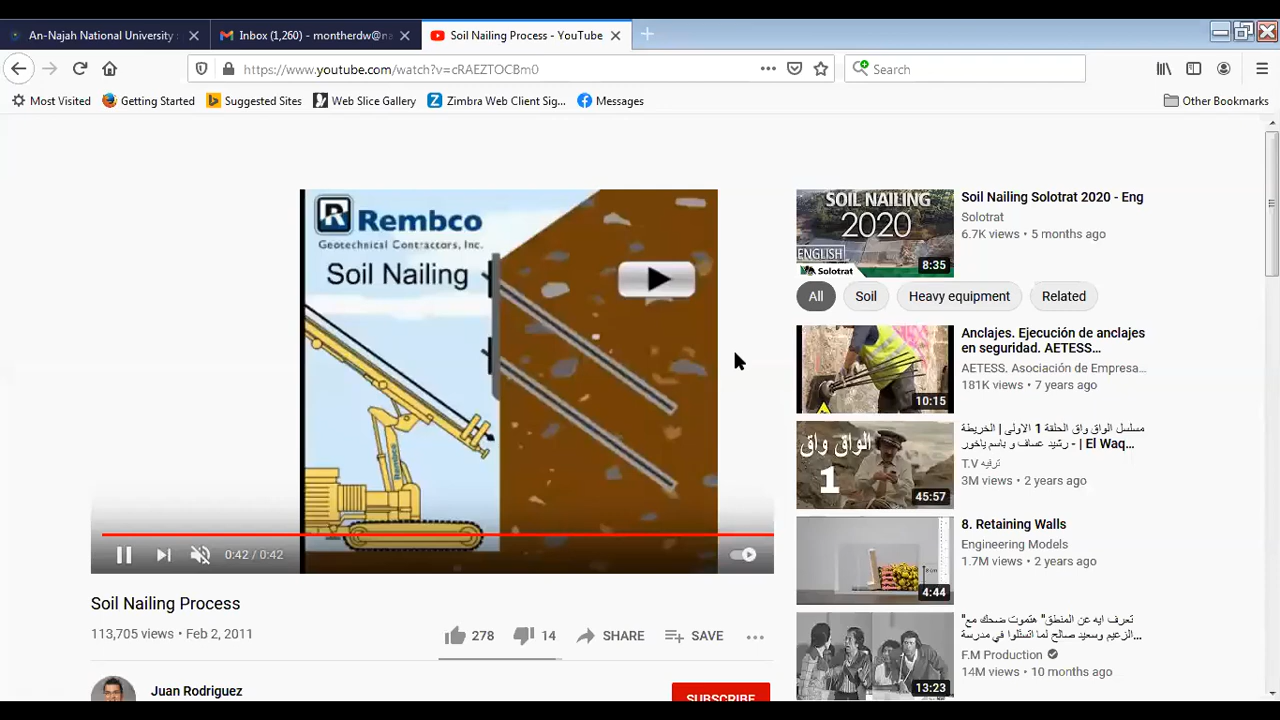 An-Najah National University
Inbox (1,260) - montherdw@na
Soil Nailing Process - YouTube
https://www.youtube.com/watch?v=cRAEZTOCBm0
Search
Most Visited
Getting Started
Suggested Sites
Web Slice Gallery
Zimbra Web Client Sig...
Messages
Other Bookmarks
Rembco
Geotechnical Contractors, Inc.
Soil Nailing
Rembco
0:42 / 0:42
Soil Nailing Process
113,705 views • Feb 2, 2011
278
14
SHARE
SAVE
Juan Rodriguez
SUBSCRIBE
SOIL NAILING
2020
ENGLISH
Solotrat
8:35
Soil Nailing Solotrat 2020 - Eng
Solotrat
6.7K views • 5 months ago
All
Soil
Heavy equipment
Related
10:15
Anclajes. Ejecución de anclajes
en seguridad. AETESS...
AETESS. Asociación de Empresa...
181K views • 7 years ago
الواق واق
1
45:57
مسلسل الواق واق الحلقة 1 الاولى | الخريطة
- رشيد عساف و باسم ياخور | El Waq...
T.V ترفيه
3M views • 2 years ago
4:44
8. Retaining Walls
Engineering Models
1.7M views • 2 years ago
13:23
تعرف ايه عن المنطق" هتموت ضحك مع"
الزعيم وسعيد صالح لما اتسئلوا في مدرسة...
F.M Production
14M views • 10 months ago